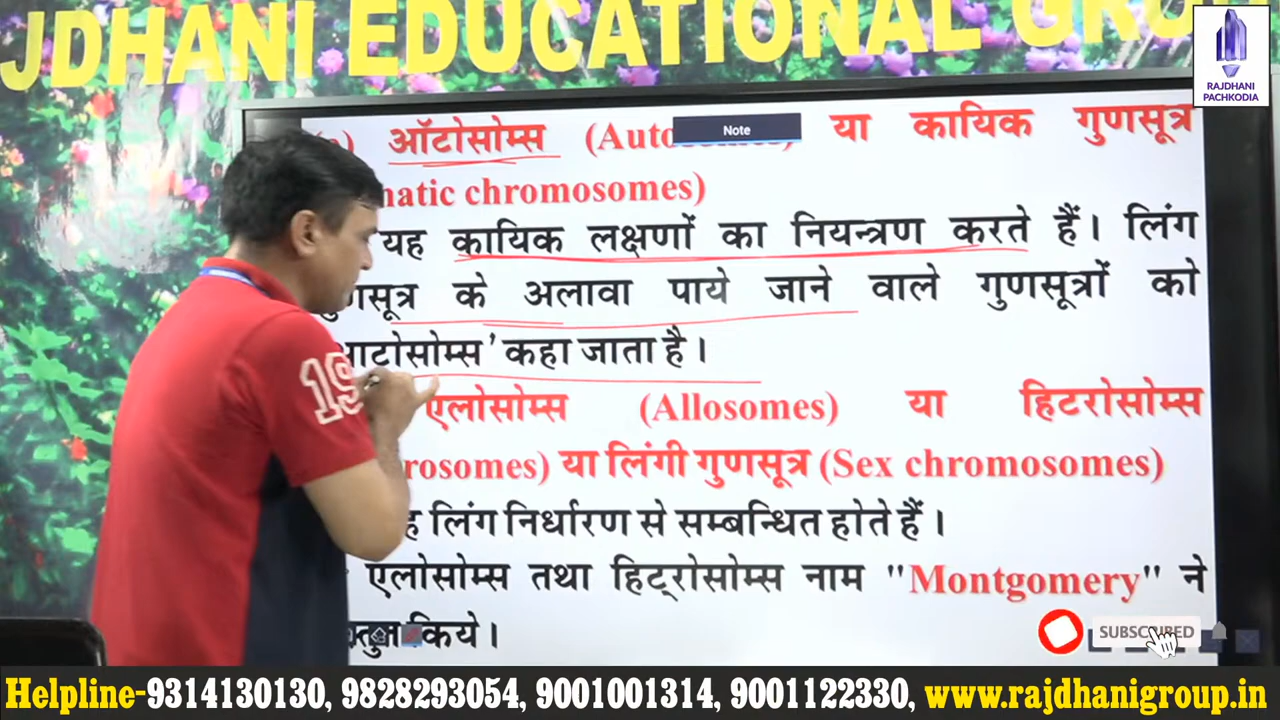 JDHANI EDUCATIONAL GRO
RAJDHANI
PACHKODIA
ऑटोसोम्स (Auto या कायिक गुणसूत्र
Note
matic chromosomes)
यह कायिक लक्षणों का नियन्त्रण करते हैं। लिंग
के अलावा पाये जाने वाले गुणसूत्रों को
कहा जाता है।
एलोसोम्स (Allosomes) या हिटरोसोम्स
rosomes) या लिंगी गुणसूत्र (Sex chromosomes)
लिंग निर्धारण से सम्बन्धित होते हैं।
एलोसोम्स तथा हिट्रोसोम्स नाम "Montgomery" ने
किये।
SUBSCRIBED
19
Helpline-9314130130, 9828293054, 9001001314, 9001122330, www.rajdhanigroup.in